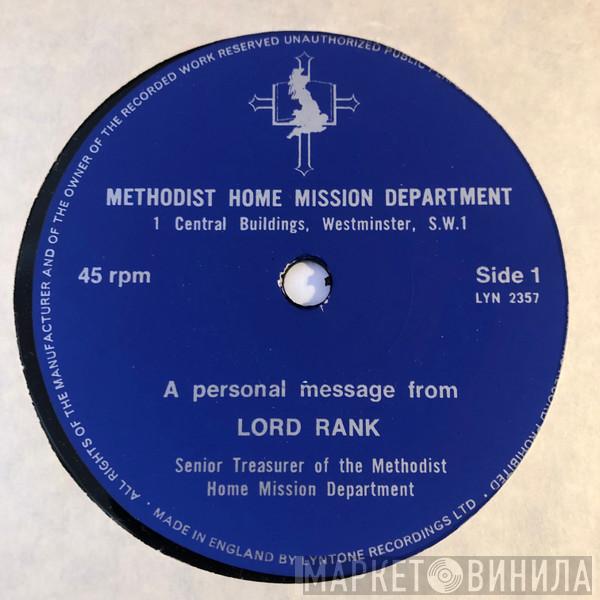 ALL RIGHTS OF THE MANUFACTURER AND OF THE OWNER OF THE RECORDED WORK RESERVED UNAUTHORIZED PUBLIC
PROHIBITED
METHODIST HOME MISSION DEPARTMENT
1 Central Buildings, Westminster, S.W.1
45 rpm
Side 1
LYN 2357
A personal message from
LORD RANK
Senior Treasurer of the Methodist
Home Mission Department
· MADE IN ENGLAND BY LYNTONE RECORDINGS LTD ·
МАРКЕТ ВИНИЛА